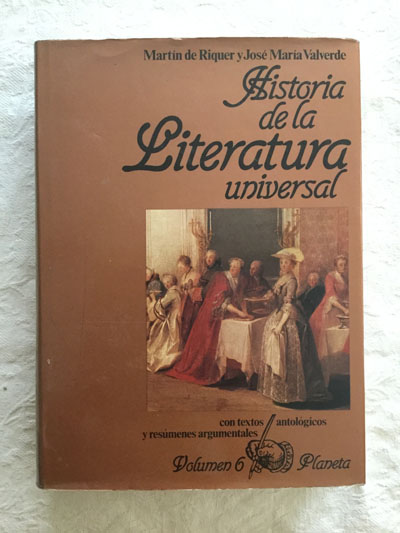 Martín de Riquer y José María Valverde
Historia
de la
Literatura
universal
con textos antológicos
y resúmenes argumentales
Volumen 6 Planeta